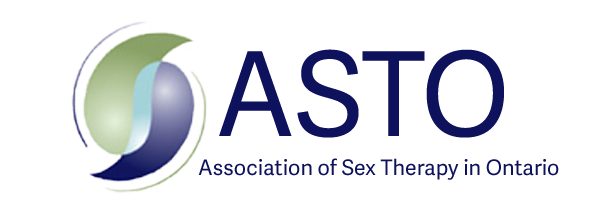 ASTO
Association of Sex Therapy in Ontario